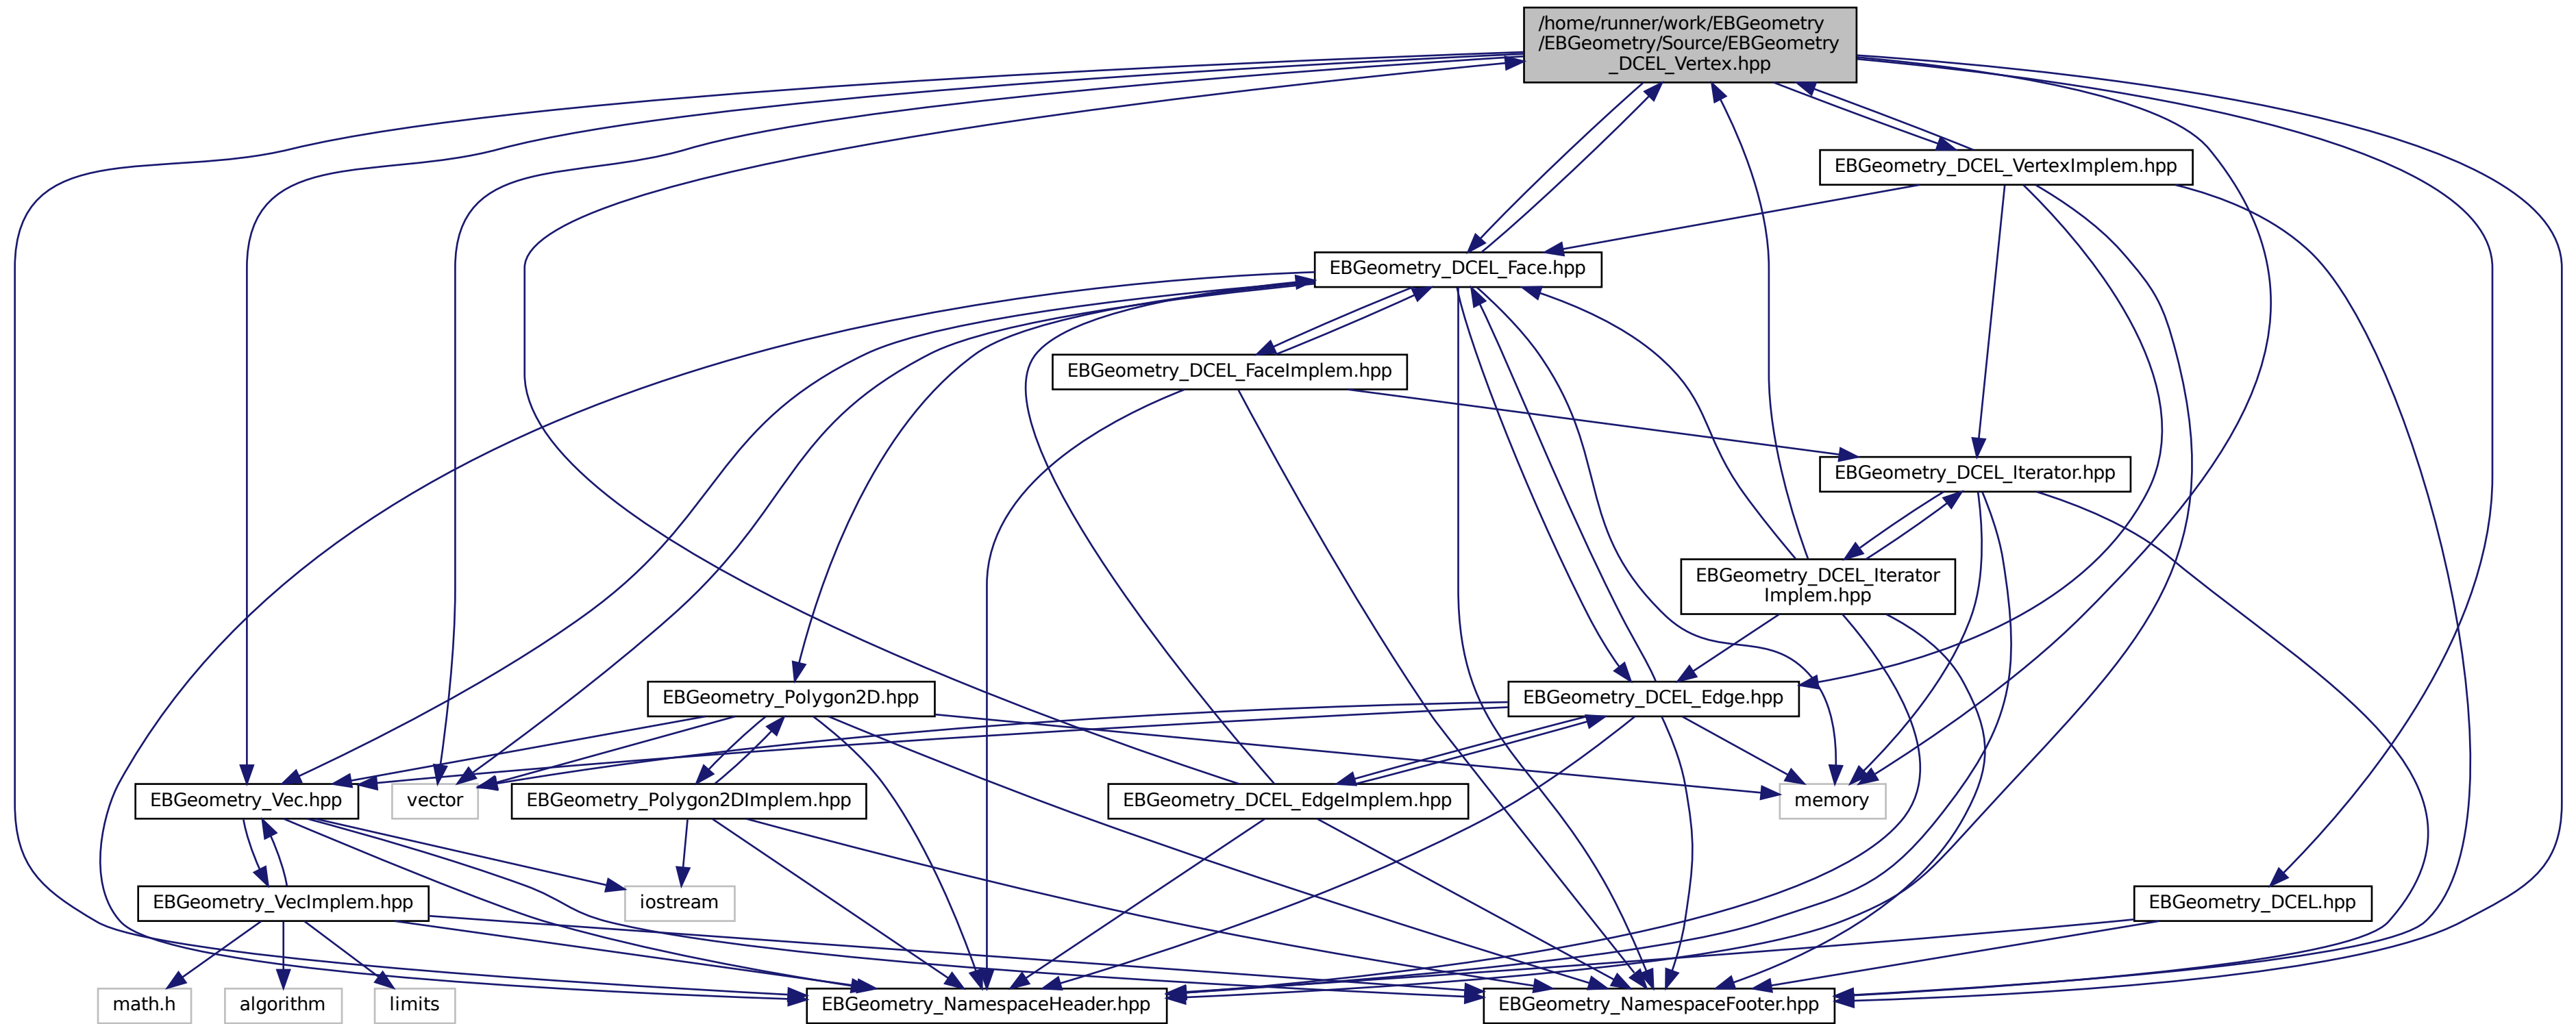 /home/runner/work/EBGeometry
/EBGeometry/Source/EBGeometry
_DCEL_Vertex.hpp
EBGeometry_DCEL_VertexImplem.hpp
EBGeometry_DCEL_Face.hpp
EBGeometry_DCEL_FaceImplem.hpp
EBGeometry_DCEL_Iterator.hpp
EBGeometry_DCEL_Iterator
Implem.hpp
EBGeometry_Polygon2D.hpp
EBGeometry_DCEL_Edge.hpp
EBGeometry_Vec.hpp
vector
EBGeometry_Polygon2DImplem.hpp
EBGeometry_DCEL_EdgeImplem.hpp
memory
EBGeometry_VecImplem.hpp
iostream
EBGeometry_DCEL.hpp
math.h
algorithm
limits
EBGeometry_NamespaceHeader.hpp
EBGeometry_NamespaceFooter.hpp